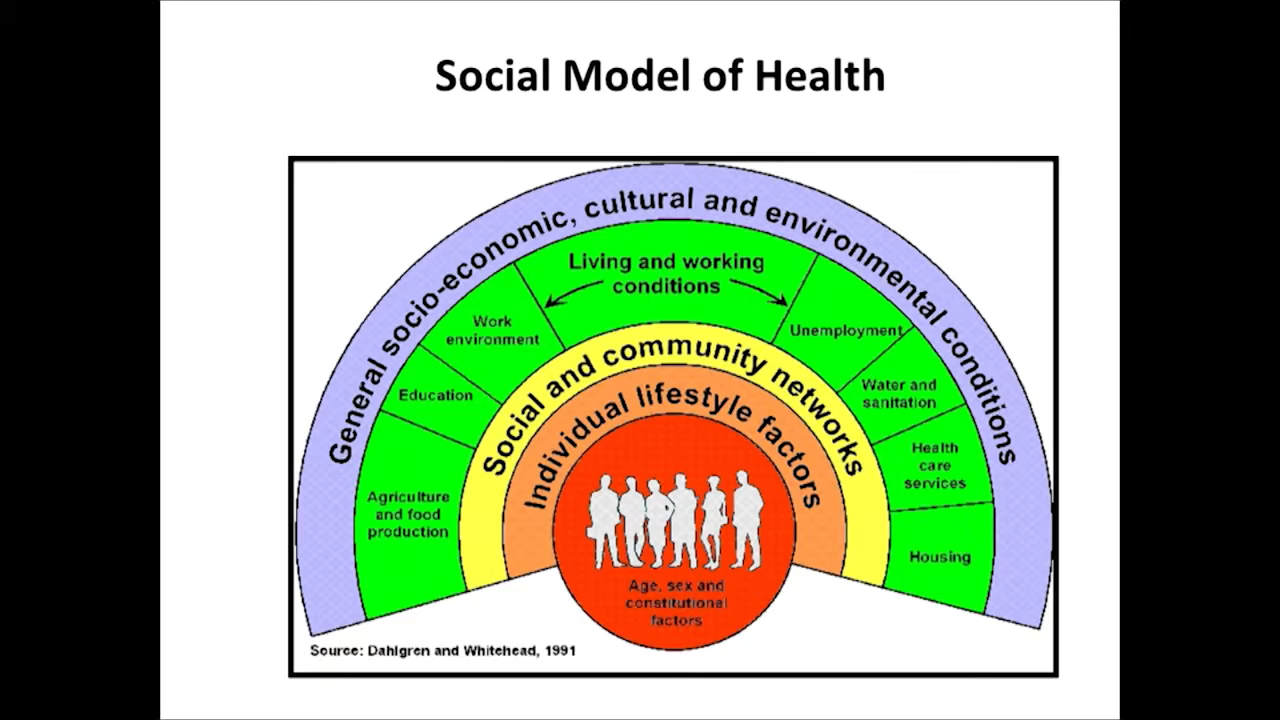 Social Model of Health
General socio-economic, cultural and environmental conditions
Living and working
conditions
Work
environment
Unemployment
Education
Water and
sanitation
Agriculture
and food
production
Health
care
services
Housing
Social and community networks
Individual lifestyle factors
Age, sex and
constitutional
factors
Source: Dahlgren and Whitehead, 1991